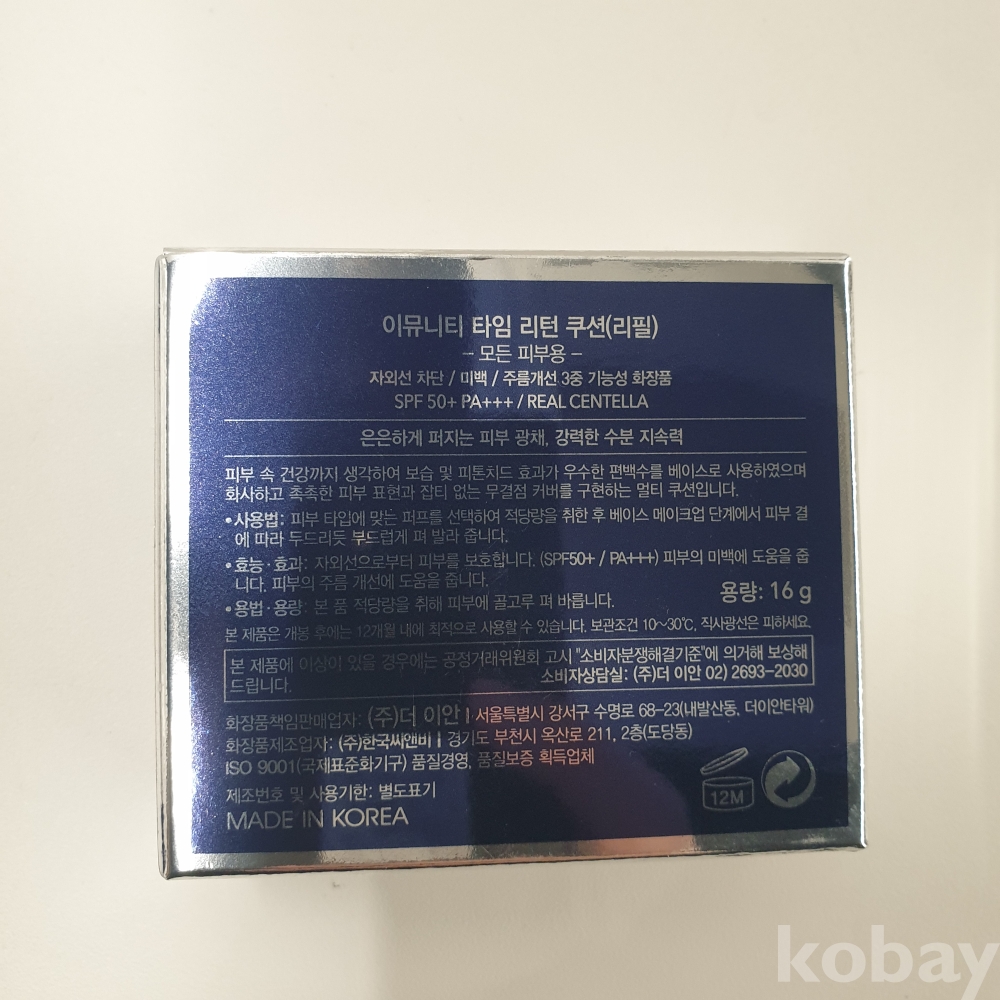 이뮤니티 타임 리턴 쿠션(리필)
- 모든 피부용 -
자외선 차단 / 미백 / 주름개선 3중 기능성 화장품
SPF 50+ PA+++ / REAL CENTELLA
은은하게 퍼지는 피부 광채, 강력한 수분 지속력
피부 속 건강까지 생각하여 보습 및 피톤치드 효과가 우수한 편백수를 베이스로 사용하였으며
화사하고 촉촉한 피부 표현과 잡티 없는 무결점 커버를 구현하는 멀티 쿠션입니다.
•사용법: 피부 타입에 맞는 퍼프를 선택하여 적당량을 취한 후 베이스 메이크업 단계에서 피부 결
에 따라 두드리듯 부드럽게 펴 발라 줍니다.
•효능·효과: 자외선으로부터 피부를 보호합니다. (SPF50+ / PA+++) 피부의 미백에 도움을 줍
니다. 피부의 주름 개선에 도움을 줍니다.
•용법·용량: 본 품 적당량을 취해 피부에 골고루 펴 바릅니다.
용량: 16 g
본 제품은 개봉 후에는 12개월 내에 최적으로 사용할 수 있습니다. 보관조건 10~30℃, 직사광선은 피하세요.
본 제품에 이상이 있을 경우에는 공정거래위원회 고시 "소비자분쟁해결기준"에 의거해 보상해
드립니다.
소비자상담실: (주)더 이안 02) 2693-2030
화장품책임판매업자: (주)더 이안 | 서울특별시 강서구 수명로 68-23(내발산동, 더이안타워)
화장품제조업자: (주)한국씨앤비 | 경기도 부천시 옥산로 211, 2층(도당동)
ISO 9001(국제표준화기구) 품질경영, 품질보증 획득업체
제조번호 및 사용기한: 별도표기
MADE IN KOREA
12M
kobay